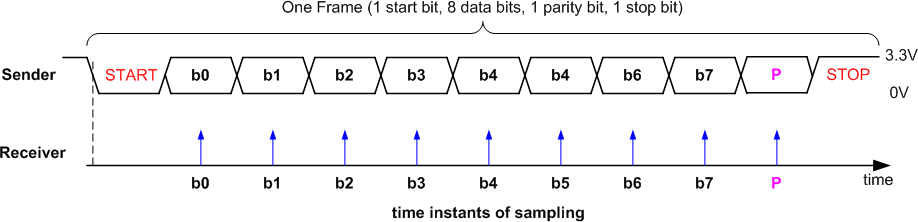 One Frame (1 start bit, 8 data bits, 1 parity bit, 1 stop bit)
3.3V
Sender START b0 b1 b2 b3 b4 b4 b6 b7 P STOP
0V
Receiver
time
b0 b1 b2 b3 b4 b5 b6 b7 P
time instants of sampling